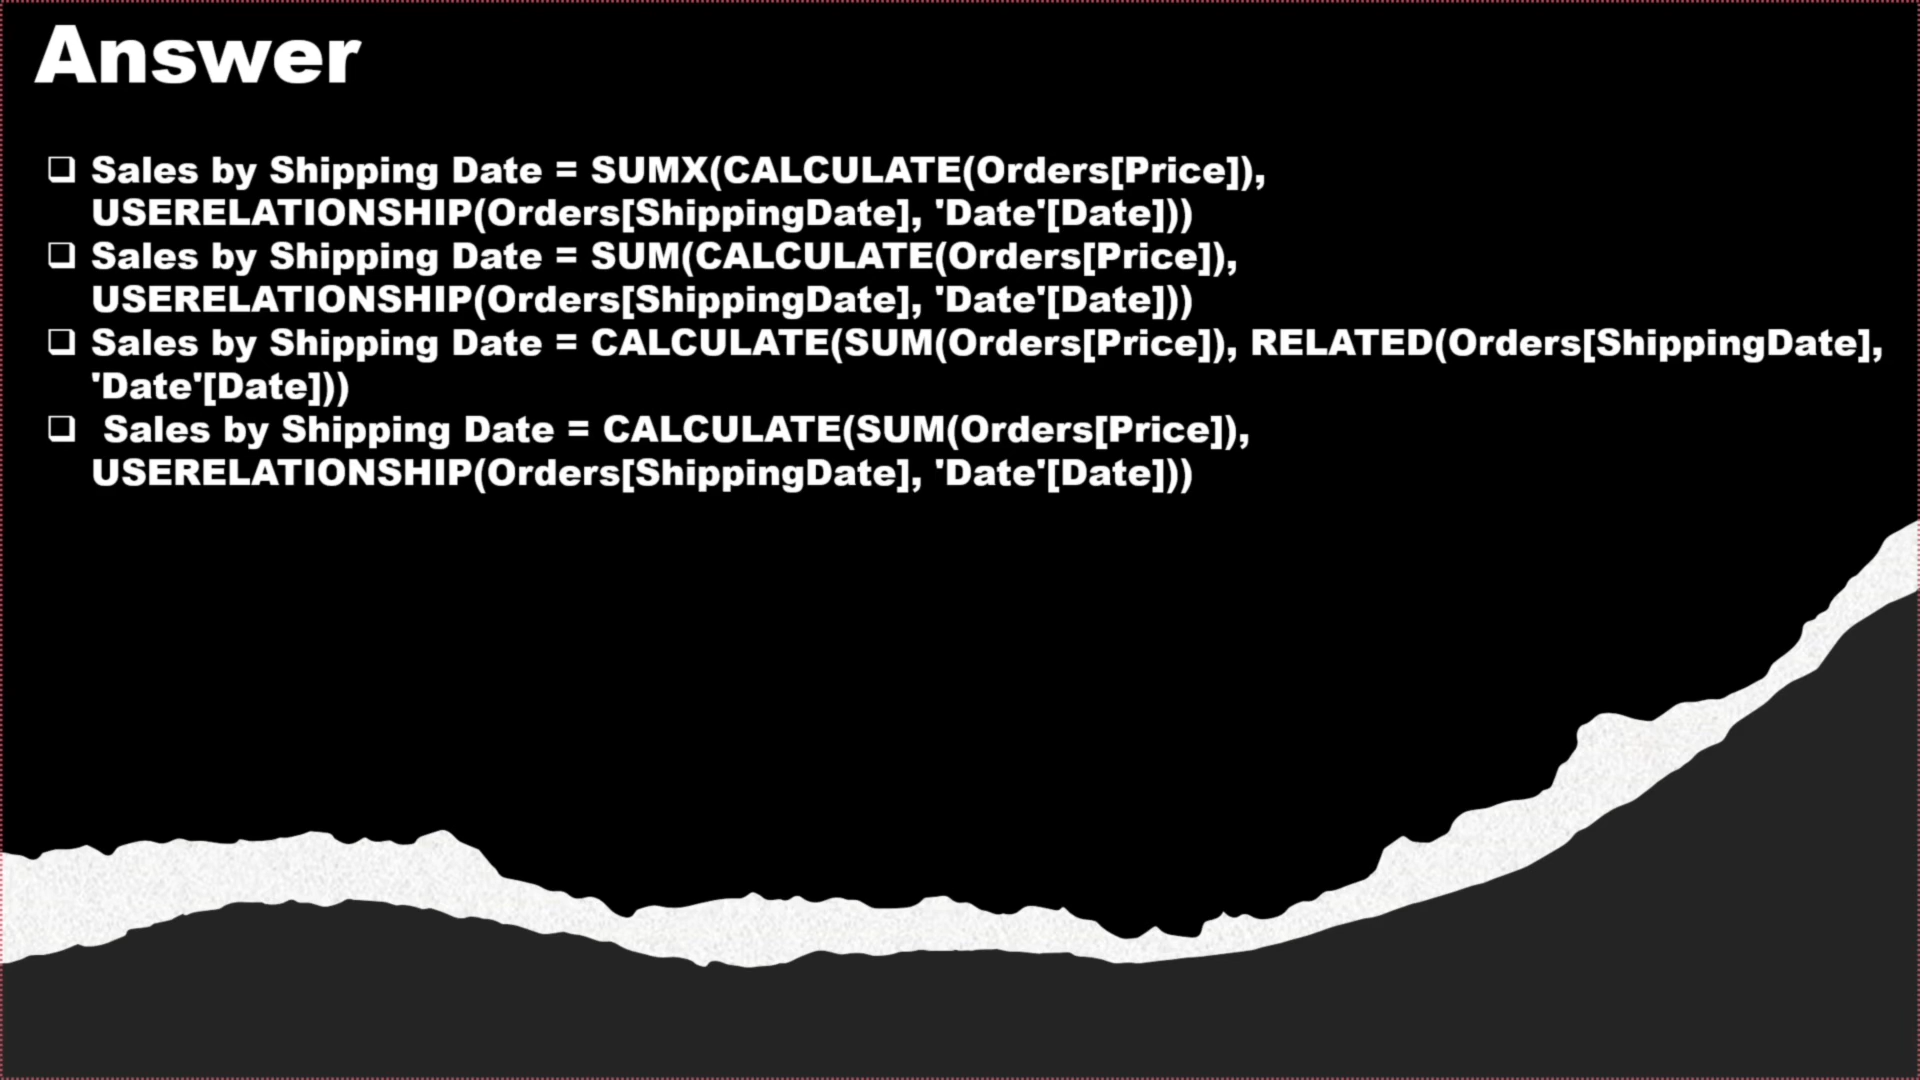 Answer
❑ Sales by Shipping Date = SUMX(CALCULATE(Orders[Price]),
USERELATIONSHIP(Orders[ShippingDate], 'Date'[Date]))
❑ Sales by Shipping Date = SUM(CALCULATE(Orders[Price]),
USERELATIONSHIP(Orders[ShippingDate], 'Date'[Date]))
❑ Sales by Shipping Date = CALCULATE(SUM(Orders[Price]), RELATED(Orders[ShippingDate],
'Date'[Date]))
❑ Sales by Shipping Date = CALCULATE(SUM(Orders[Price]),
USERELATIONSHIP(Orders[ShippingDate], 'Date'[Date]))